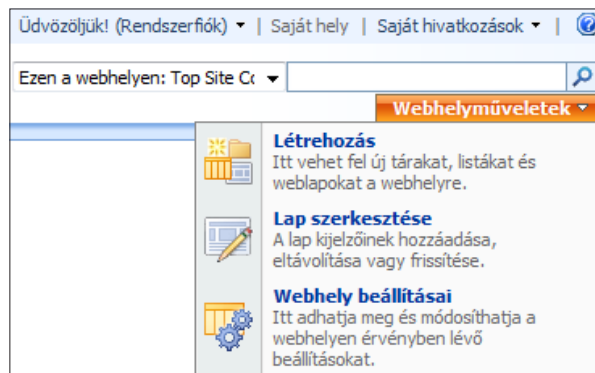 Üdvözöljük! (Rendszerfiók) | Saját hely | Saját hivatkozások |
Ezen a webhelyen: Top Site Co
Webhelyműveletek
Létrehozás
Itt vehet fel új tárakat, listákat és
weblapokat a webhelyre.
Lap szerkesztése
A lap kijelzőinek hozzáadása,
eltávolítása vagy frissítése.
Webhely beállításai
Itt adhatja meg és módosíthatja a
webhelyen érvényben lévő
beállításokat.